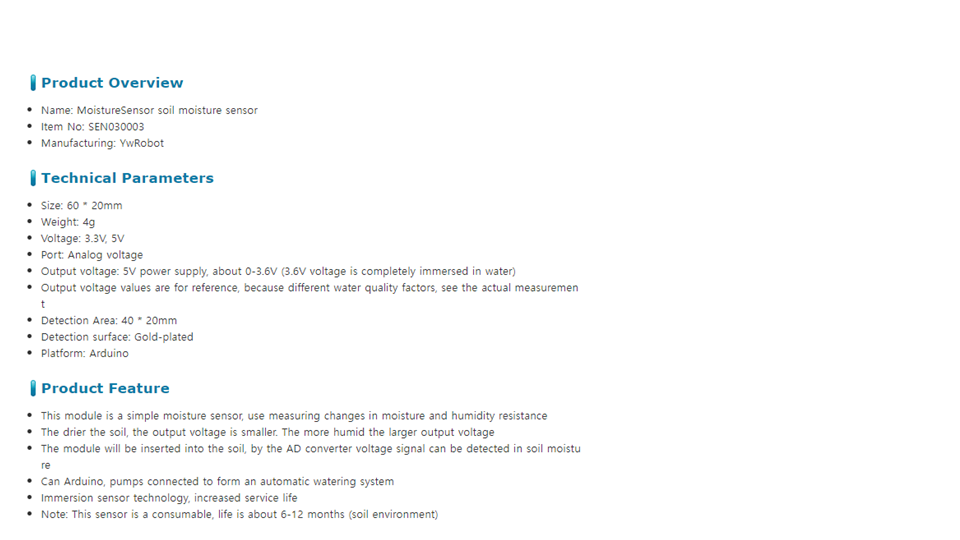 Product Overview
Name: MoistureSensor soil moisture sensor
Item No: SEN030003
Manufacturing: YwRobot
Technical Parameters
Size: 60 * 20mm
Weight: 4g
Voltage: 3.3V, 5V
Port: Analog voltage
Output voltage: 5V power supply, about 0-3.6V (3.6V voltage is completely immersed in water)
Output voltage values are for reference, because different water quality factors, see the actual measuremen
t
Detection Area: 40 * 20mm
Detection surface: Gold-plated
Platform: Arduino
Product Feature
This module is a simple moisture sensor, use measuring changes in moisture and humidity resistance
The drier the soil, the output voltage is smaller. The more humid the larger output voltage
The module will be inserted into the soil, by the AD converter voltage signal can be detected in soil moistu
re
Can Arduino, pumps connected to form an automatic watering system
Immersion sensor technology, increased service life
Note: This sensor is a consumable, life is about 6-12 months (soil environment)